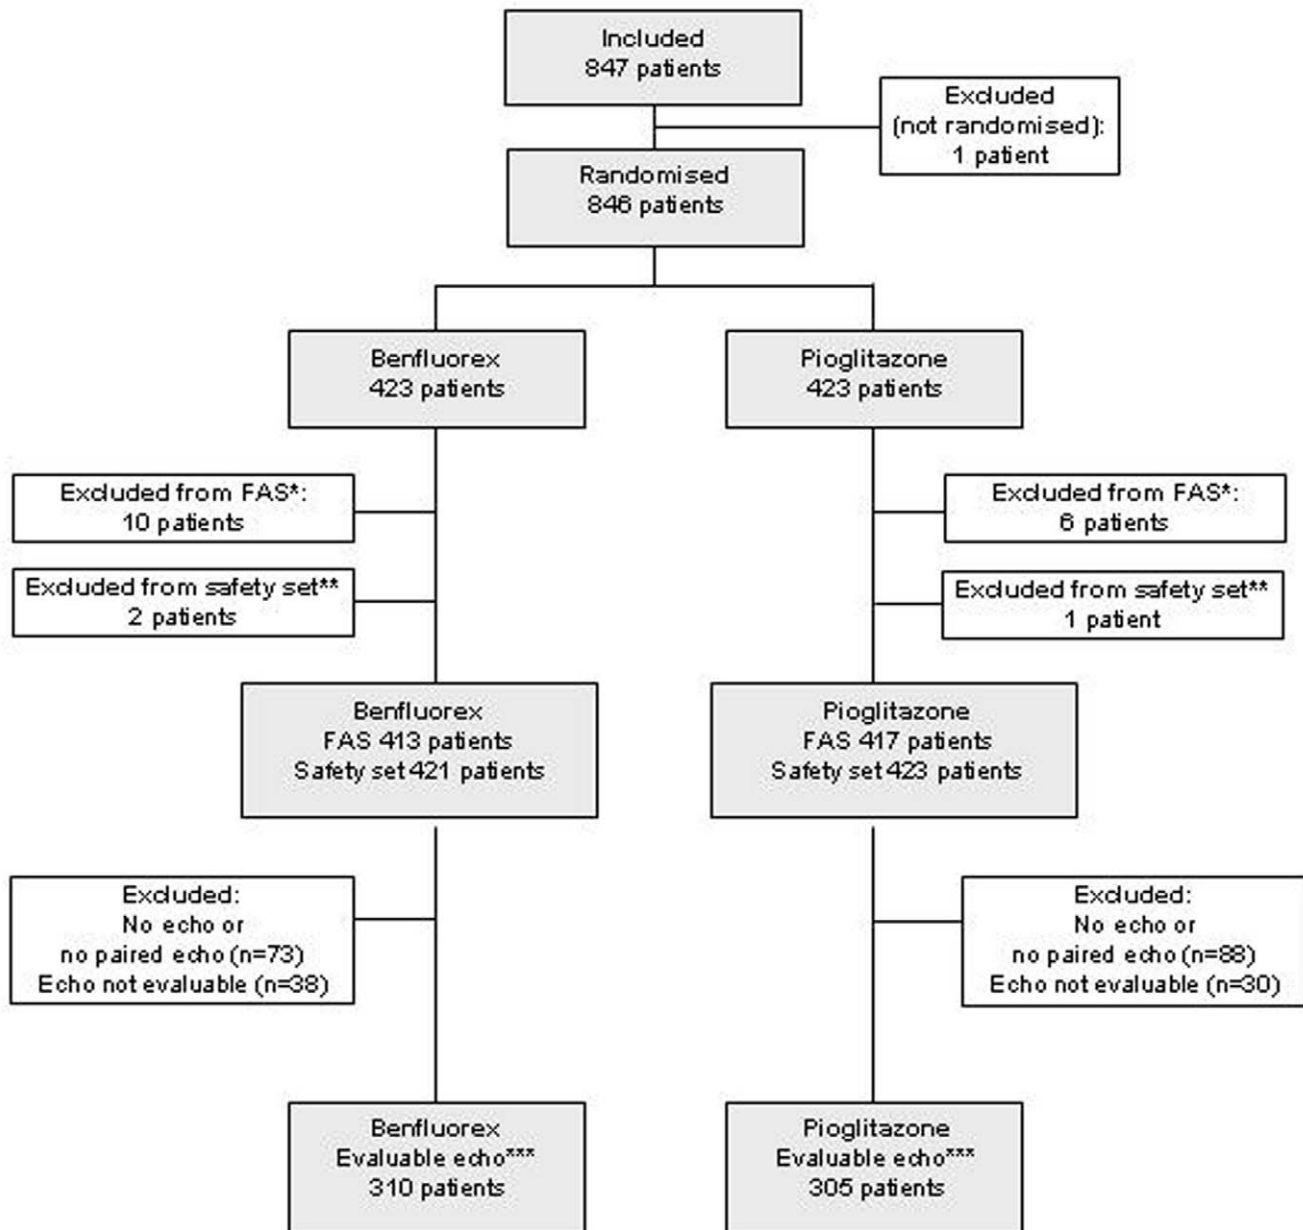 Included
847 patients
Excluded
(not randomised):
1 patient
Randomised
846 patients
Benfluorex
423 patients
Pioglitazone
423 patients
Excluded from FAS*:
10 patients
Excluded from FAS*:
6 patients
Excluded from safety set**
2 patients
Excluded from safety set**
1 patient
Benfluorex
FAS 413 patients
Safety set 421 patients
Pioglitazone
FAS 417 patients
Safety set 423 patients
Excluded:
No echo or
no paired echo (n=73)
Echo not evaluable (n=38)
Excluded:
No echo or
no paired echo (n=88)
Echo not evaluable (n=30)
Benfluorex
Evaluable echo***
310 patients
Pioglitazone
Evaluable echo***
305 patients